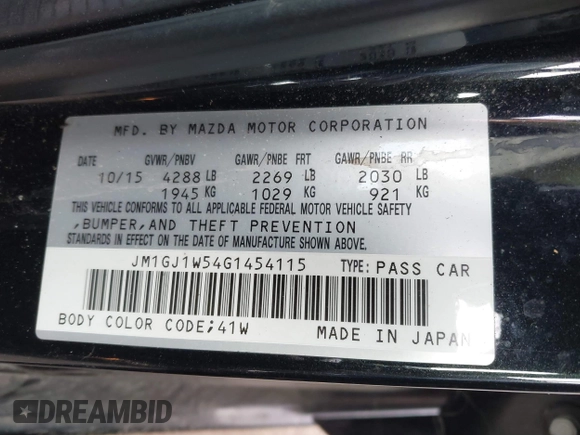 MFD. BY MAZDA MOTOR CORPORATION
DATE GVWR/PNBV GAWR/PNBE FRT GAWR/PNBE RR
10/15 4288 LB 2269 LB 2030 LB
1945 KG 1029 KG 921 KG
THIS VEHICLE CONFORMS TO ALL APPLICABLE FEDERAL MOTOR VEHICLE SAFETY
,BUMPER,AND THEFT PREVENTION
STANDARDS IN EFFECT ON THE DATE OF MANUFACTURE SHOWN ABOVE.
JM1GJ1W54G1454115 TYPE: PASS CAR
BODY COLOR CODE;41W MADE IN JAPAN
DREAMBID